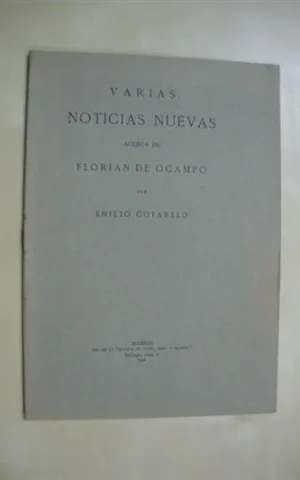 VARIAS
NOTICIAS NUEVAS
ACERCA DE
FLORIAN DE OCAMPO
POR
EMILIO COTARELO
MADRID